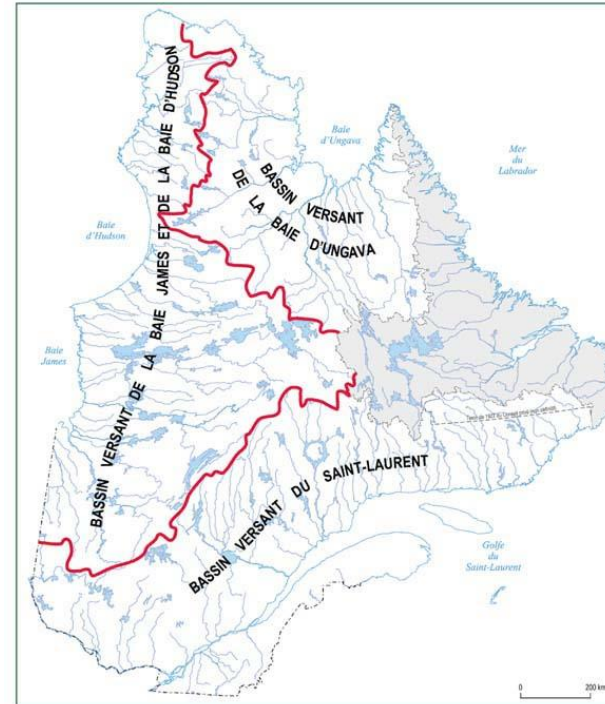 Baie
d'Ungava
Mer
du
Labrador
BASSIN VERSANT
DE LA BAIE D'UNGAVA
Baie
d'Hudson
Baie
James
BASSIN VERSANT DE LA BAIE JAMES ET DE LA BAIE D'HUDSON
BASSIN VERSANT DU SAINT-LAURENT
Golfe
du
Saint-Laurent
0 200 km